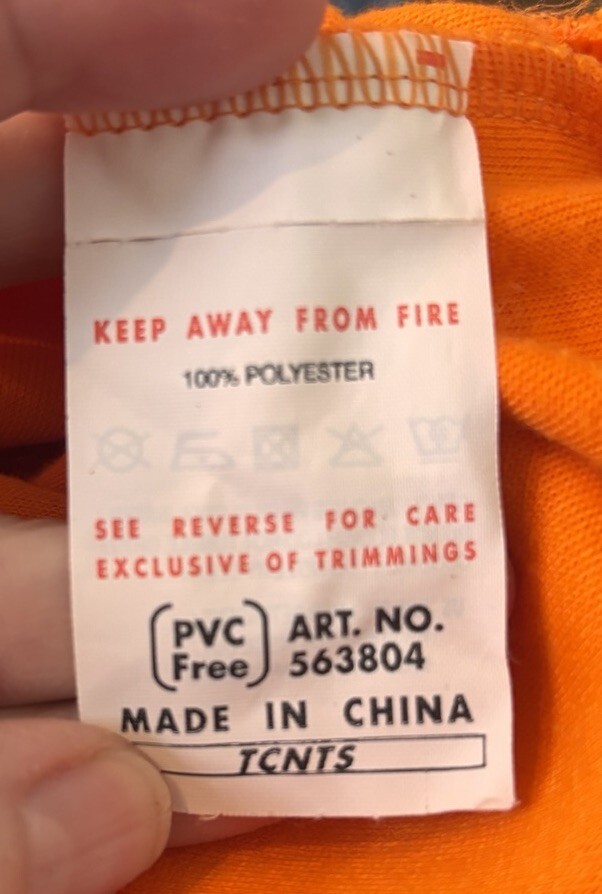 KEEP AWAY FROM FIRE
100% POLYESTER
SEE REVERSE FOR CARE
EXCLUSIVE OF TRIMMINGS
(PVC Free) ART. NO. 563804
MADE IN CHINA
TCNTS